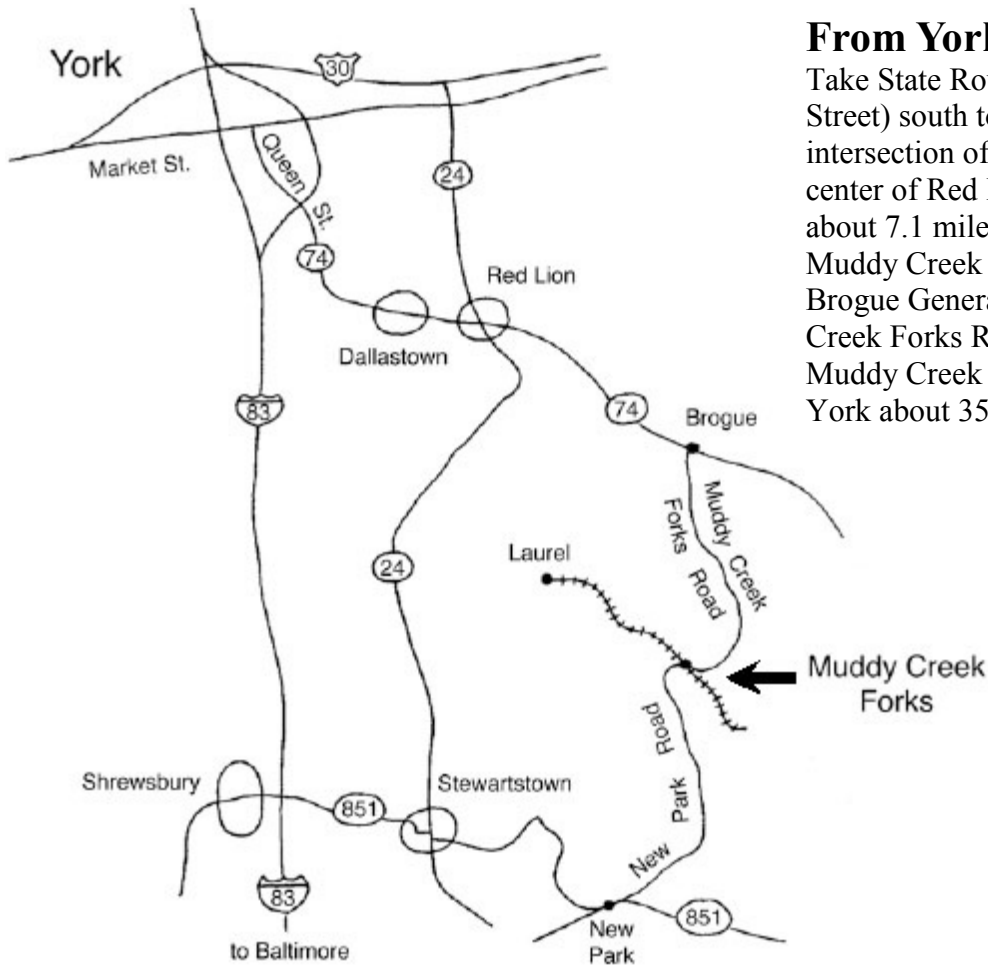 From York
Take State Rou
Street) south to
intersection of
center of Red
about 7.1 mile
Muddy Creek
Brogue Genera
Creek Forks R
Muddy Creek
York about 35
York
30
Market St.
Queen St.
24
74
Red Lion
Dallastown
83
74
Brogue
Muddy Creek
Forks Road
Laurel
24
Muddy Creek
Forks
Shrewsbury
851
Stewartstown
New Park Road
83
to Baltimore
New
Park
851